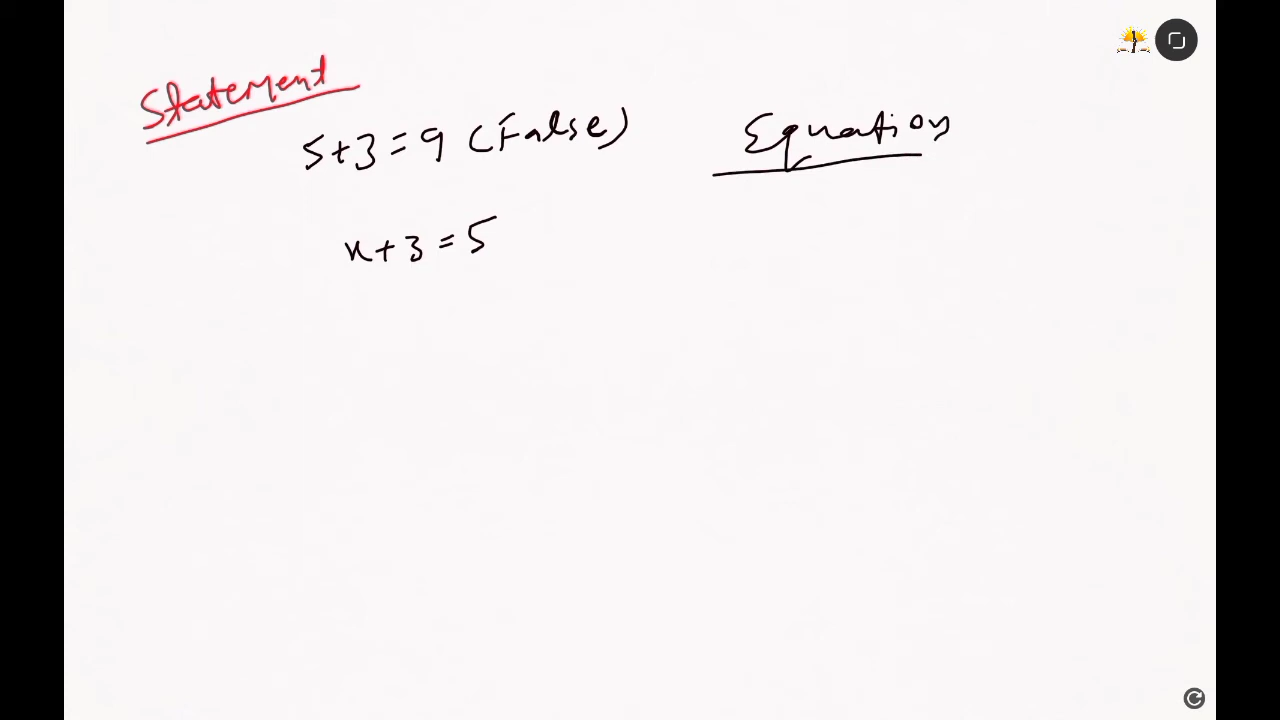 Statement
5+3=9 (False)
Equation
x+3=5